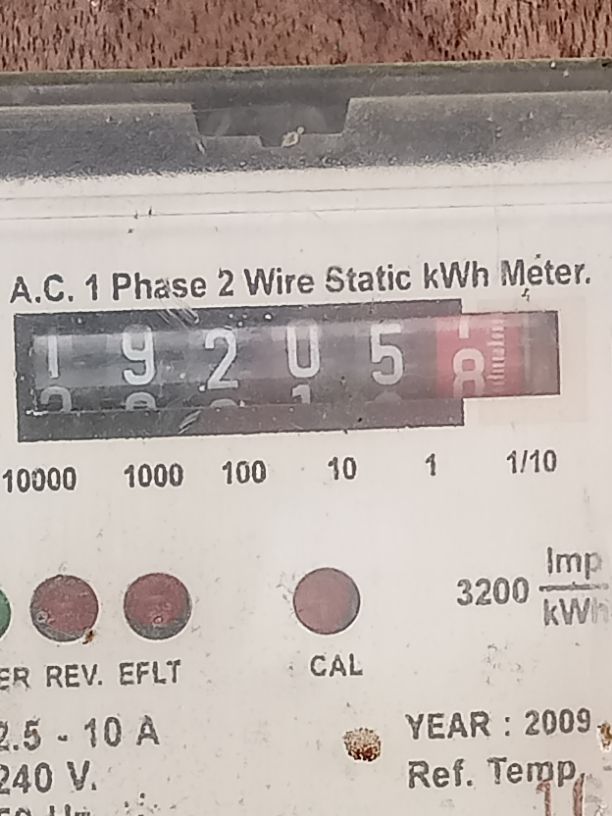 A.C. 1 Phase 2 Wire Static kWh Meter.
1 9 2 0 5 8
10000 1000 100 10 1 1/10
3200 Imp/kWh
ER REV. EFLT CAL
2.5 - 10 A
YEAR : 2009
240 V.
Ref. Temp.